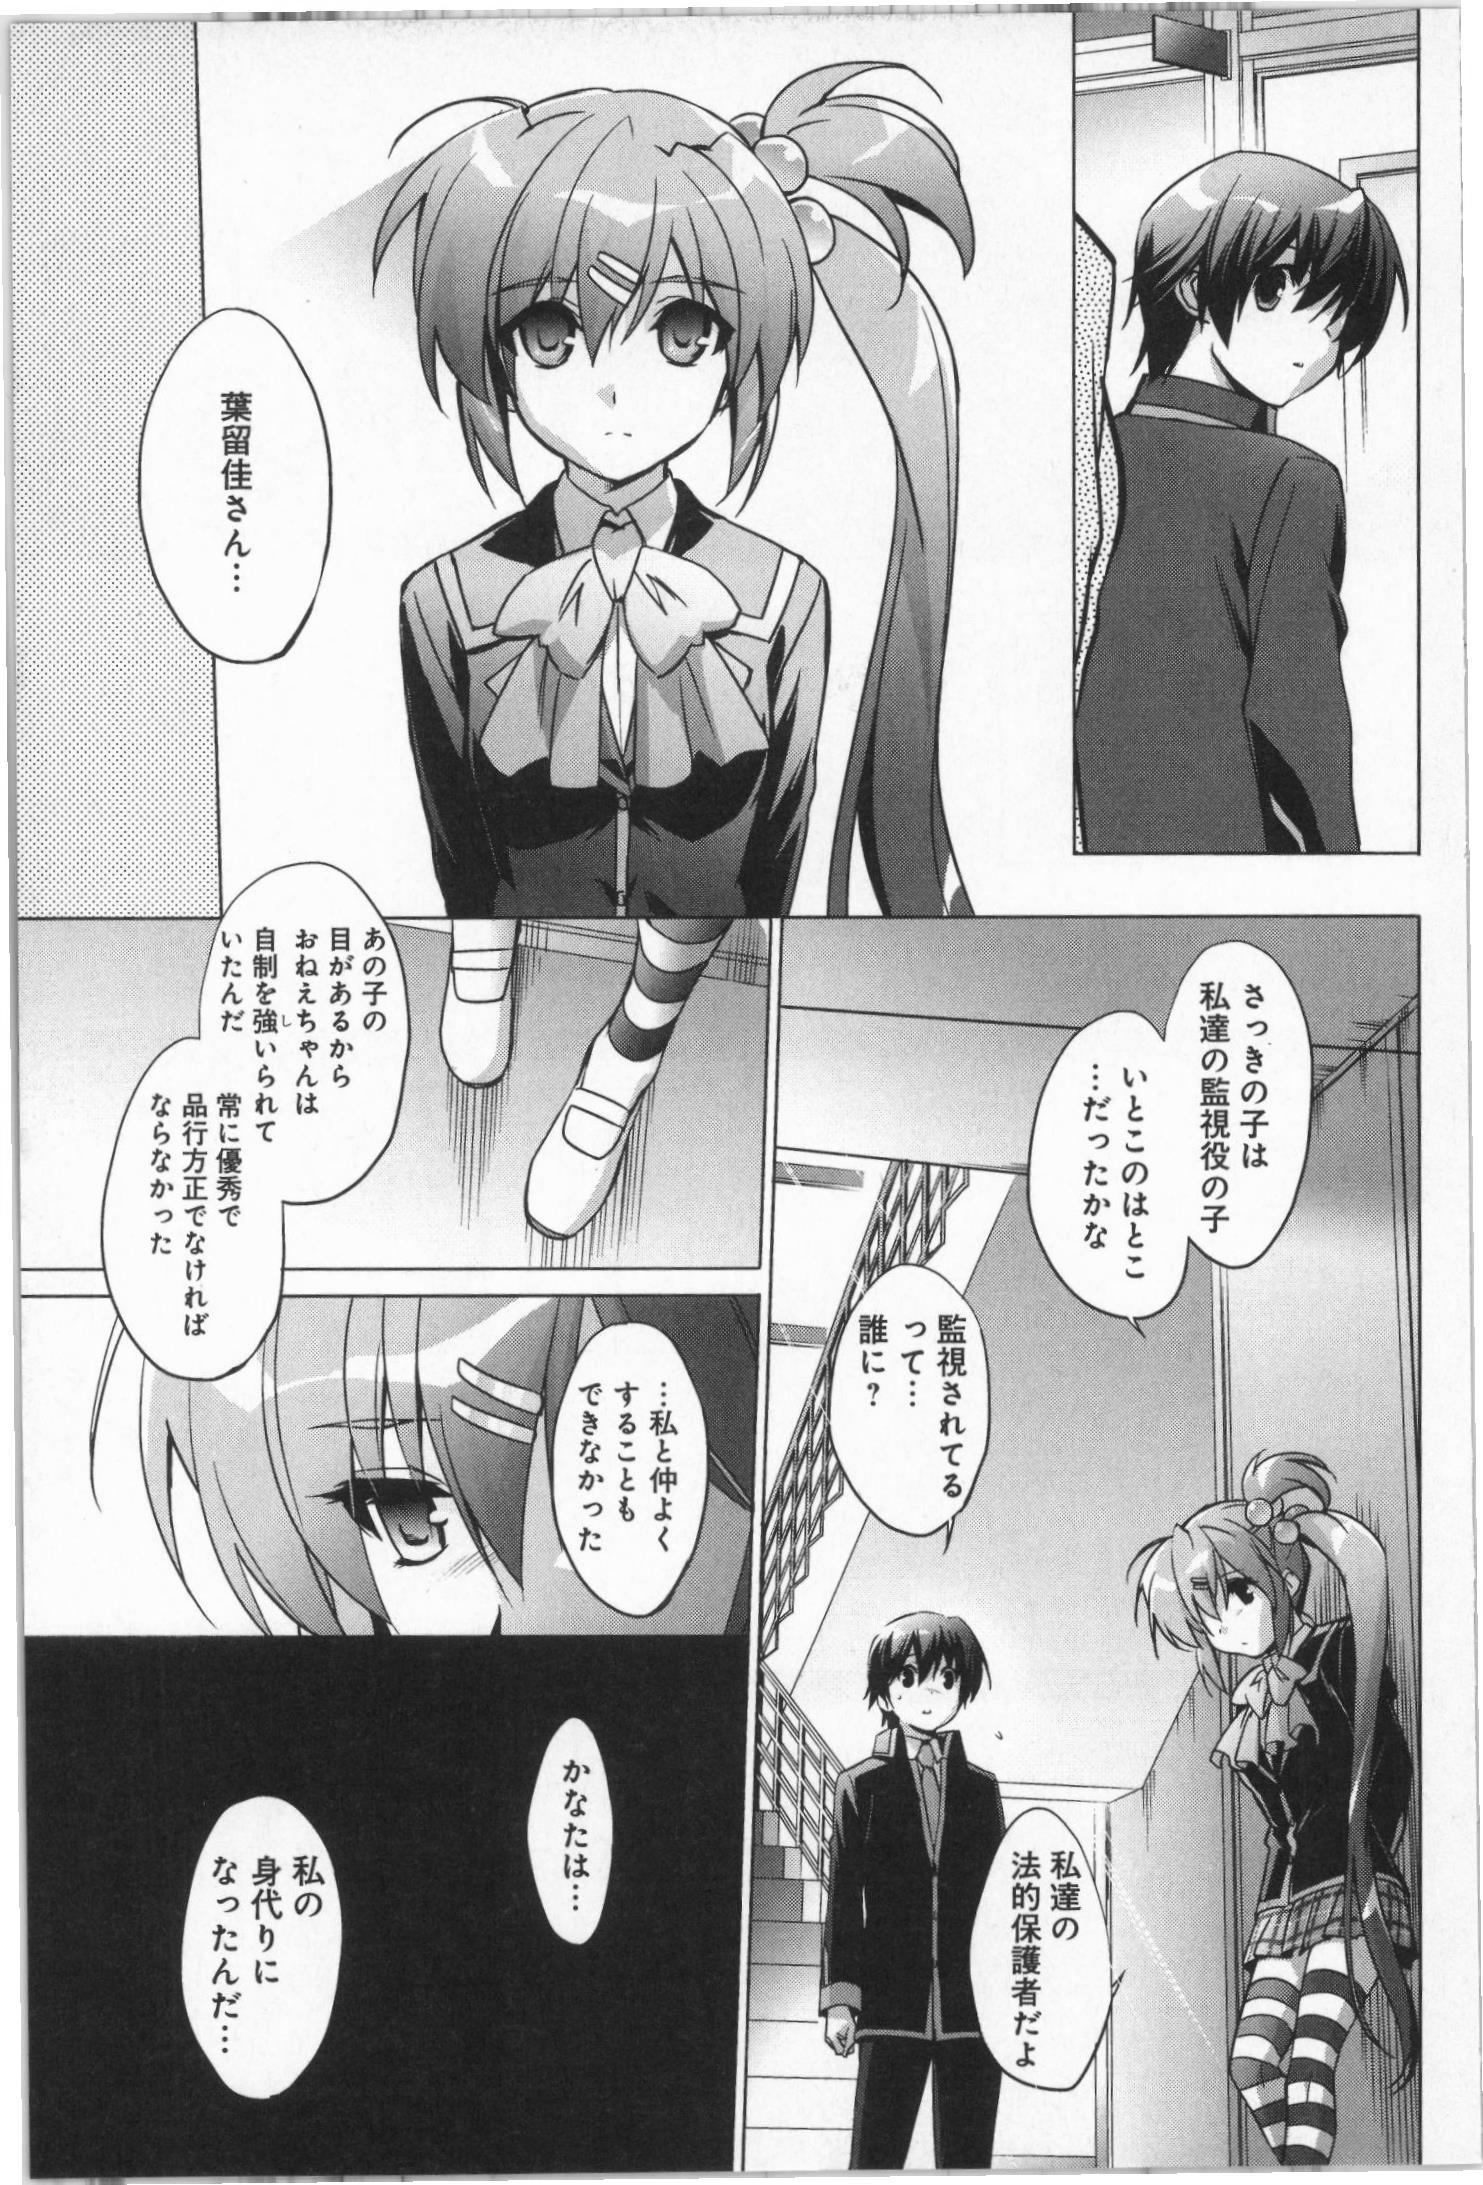 葉留佳さん…
さっきの子は
私達の監視役の子
いとこのはとこ
…だったかな
監視されてる
って…
誰に?
私達の
法的保護者だよ
あの子の
目があるから
おねえちゃんは
自制を強いられて
いたんだ
常に優秀で
品行方正でなければ
ならなかった
…私と仲よく
することも
できなかった
かなたは…
私の
身代りに
なったんだ…